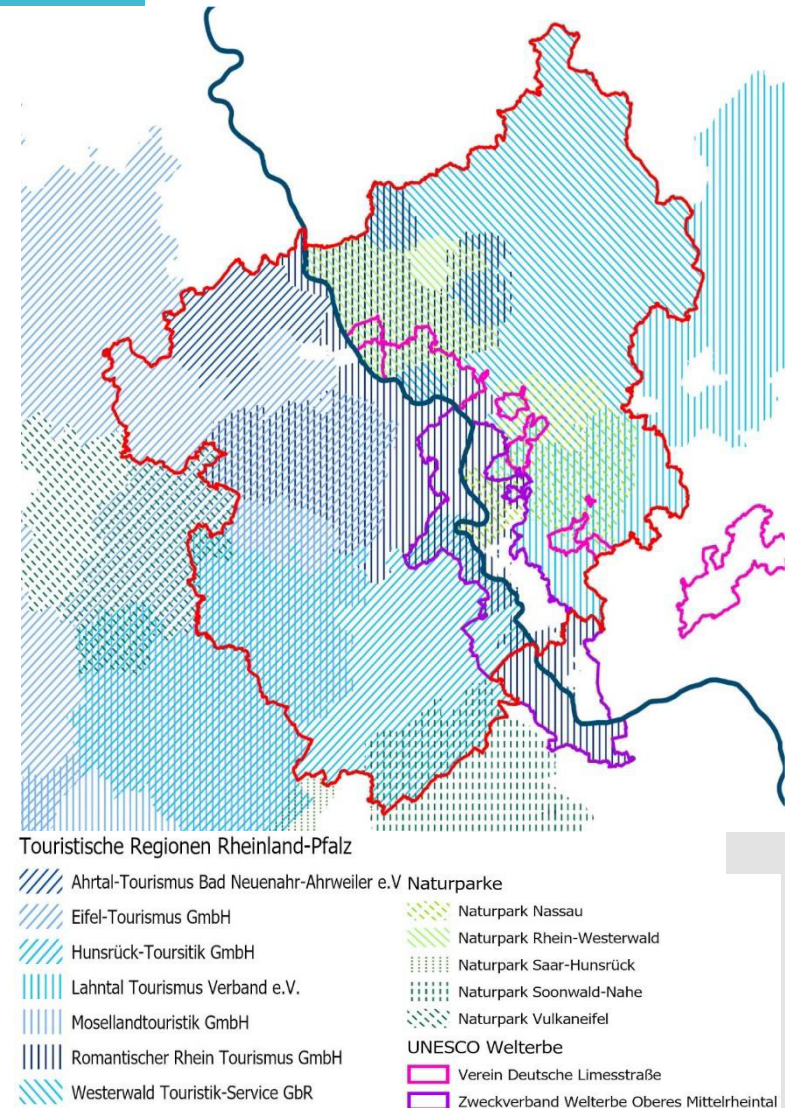 Touristische Regionen Rheinland-Pfalz
Ahrtal-Tourismus Bad Neuenahr-Ahrweiler e.V
Eifel-Tourismus GmbH
Hunsrück-Toursitik GmbH
Lahntal Tourismus Verband e.V.
Mosellandtouristik GmbH
Romantischer Rhein Tourismus GmbH
Westerwald Touristik-Service GbR
Naturparke
Naturpark Nassau
Naturpark Rhein-Westerwald
Naturpark Saar-Hunsrück
Naturpark Soonwald-Nahe
Naturpark Vulkaneifel
UNESCO Welterbe
Verein Deutsche Limesstraße
Zweckverband Welterbe Oberes Mittelrheintal